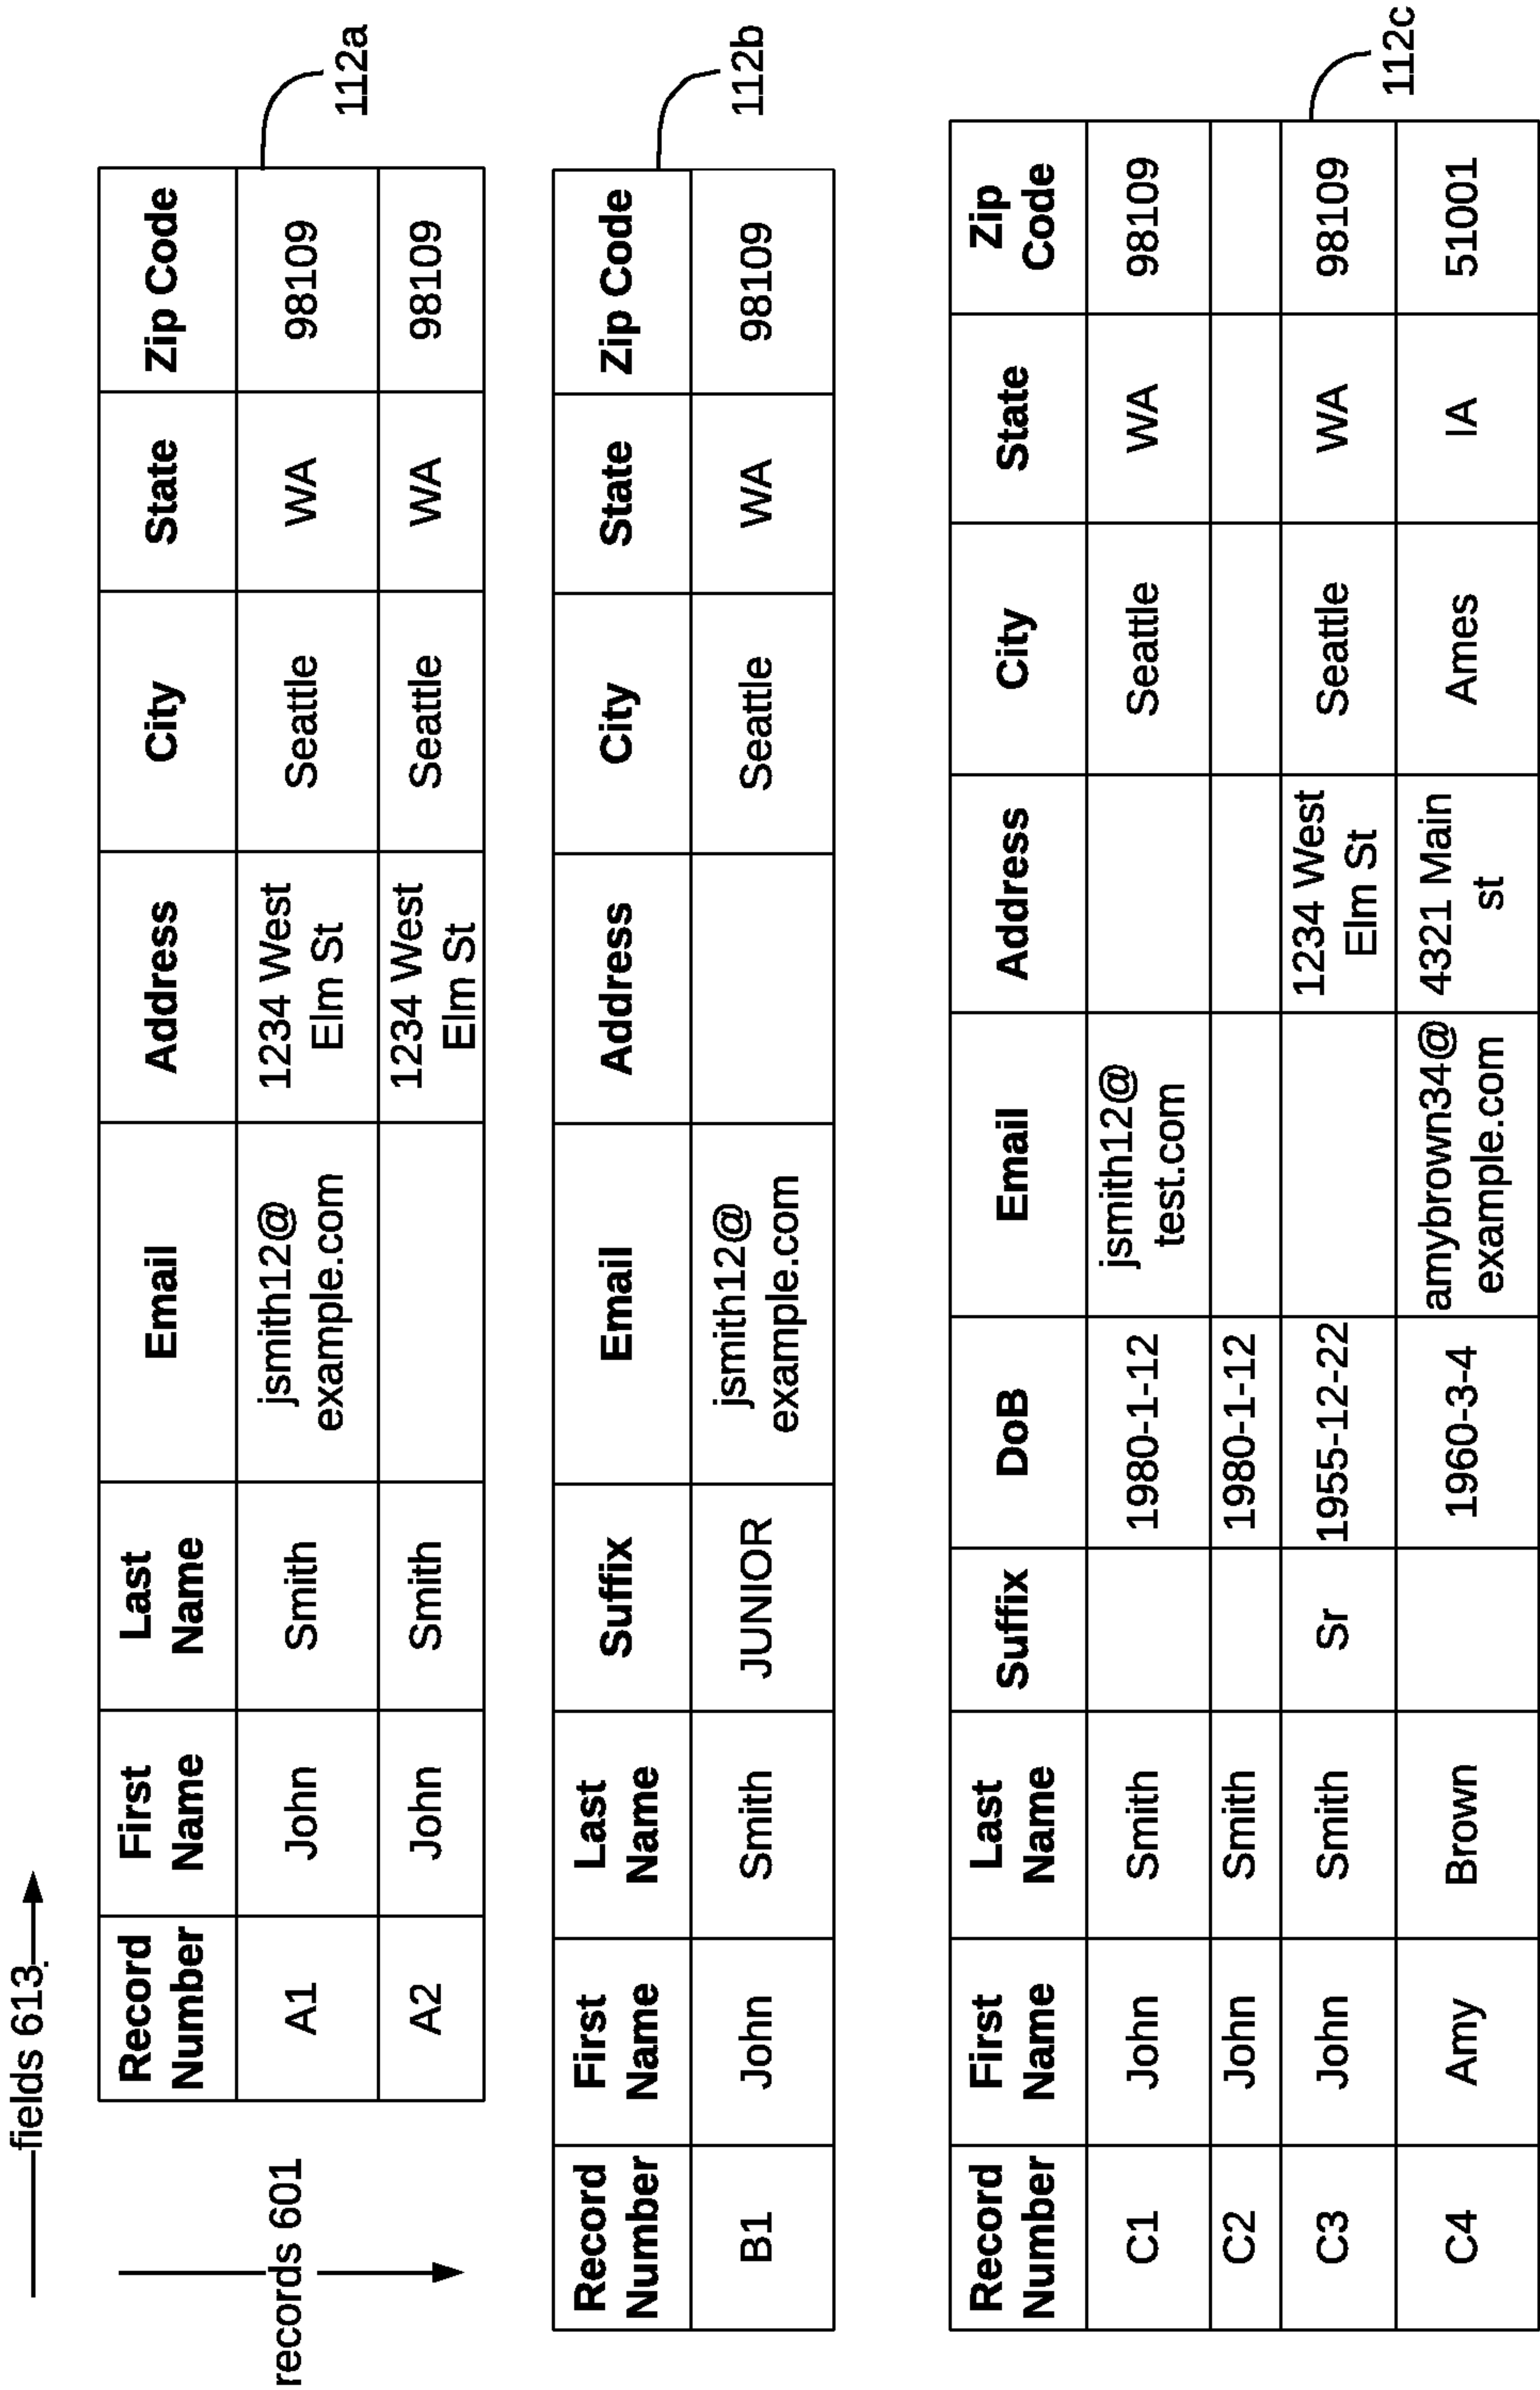 fields 613
records 601
112a
Record Number First Name Last Name Email Address City State Zip Code
A1 John Smith jsmith12@example.com 1234 West Elm St Seattle WA 98109
A2 John Smith 1234 West Elm St Seattle WA 98109
112b
Record Number First Name Last Name Suffix Email Address City State Zip Code
B1 John Smith JUNIOR jsmith12@example.com Seattle WA 98109
112c
Record Number First Name Last Name Suffix DoB Email Address City State Zip Code
C1 John Smith 1980-1-12 jsmith12@test.com Seattle WA 98109
C2 John Smith 1980-1-12
C3 John Smith Sr 1955-12-22 1234 West Elm St Seattle WA 98109
C4 Amy Brown 1960-3-4 amybrown34@example.com 4321 Main st Ames IA 51001